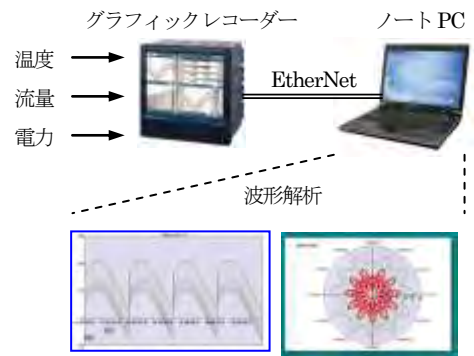 グラフィックレコーダー
ノートPC
温度
流量
電力
EtherNet
波形解析